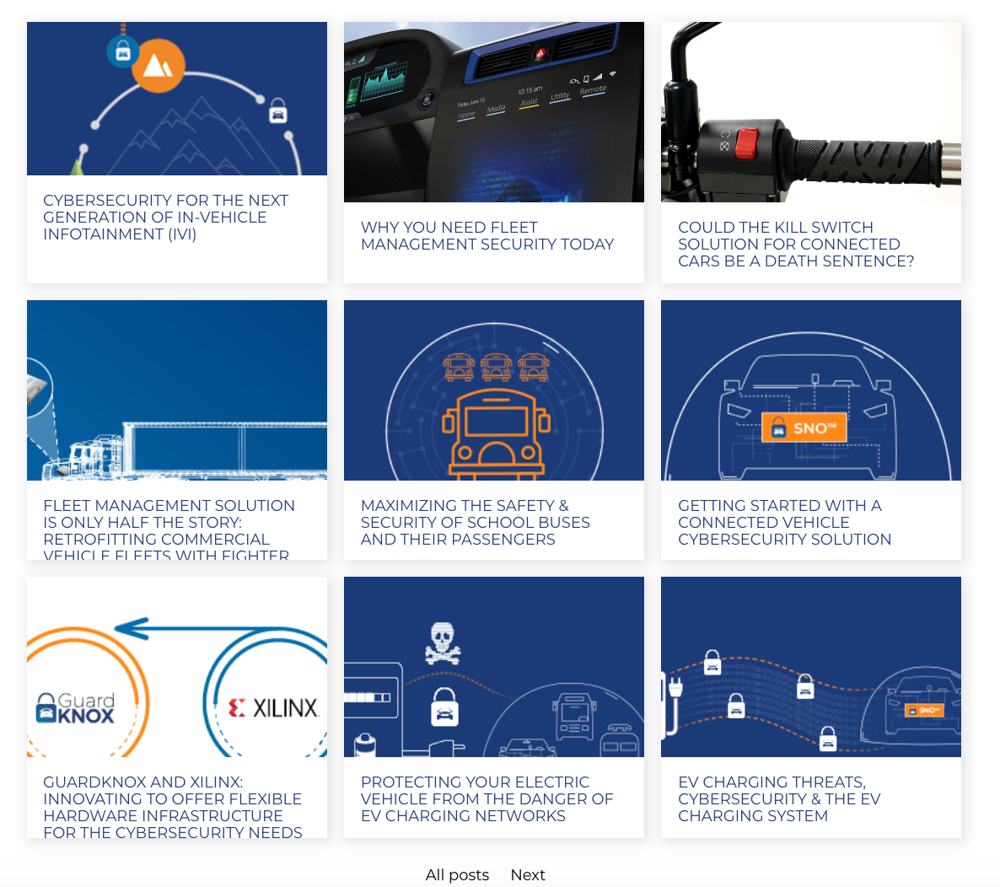 10:15 am
Friday June 15
Home Media Assist Utility Remote
CYBERSECURITY FOR THE NEXT
GENERATION OF IN-VEHICLE
INFOTAINMENT (IVI)
WHY YOU NEED FLEET
MANAGEMENT SECURITY TODAY
COULD THE KILL SWITCH
SOLUTION FOR CONNECTED
CARS BE A DEATH SENTENCE?
SNO™
FLEET MANAGEMENT SOLUTION
IS ONLY HALF THE STORY:
RETROFITTING COMMERCIAL
VEHICLE FLEETS WITH FIGHTER
MAXIMIZING THE SAFETY &
SECURITY OF SCHOOL BUSES
AND THEIR PASSENGERS
GETTING STARTED WITH A
CONNECTED VEHICLE
CYBERSECURITY SOLUTION
Guard
KNOX
XILINX
SNO™
GUARDKNOX AND XILINX:
INNOVATING TO OFFER FLEXIBLE
HARDWARE INFRASTRUCTURE
FOR THE CYBERSECURITY NEEDS
PROTECTING YOUR ELECTRIC
VEHICLE FROM THE DANGER OF
EV CHARGING NETWORKS
EV CHARGING THREATS,
CYBERSECURITY & THE EV
CHARGING SYSTEM
All posts Next